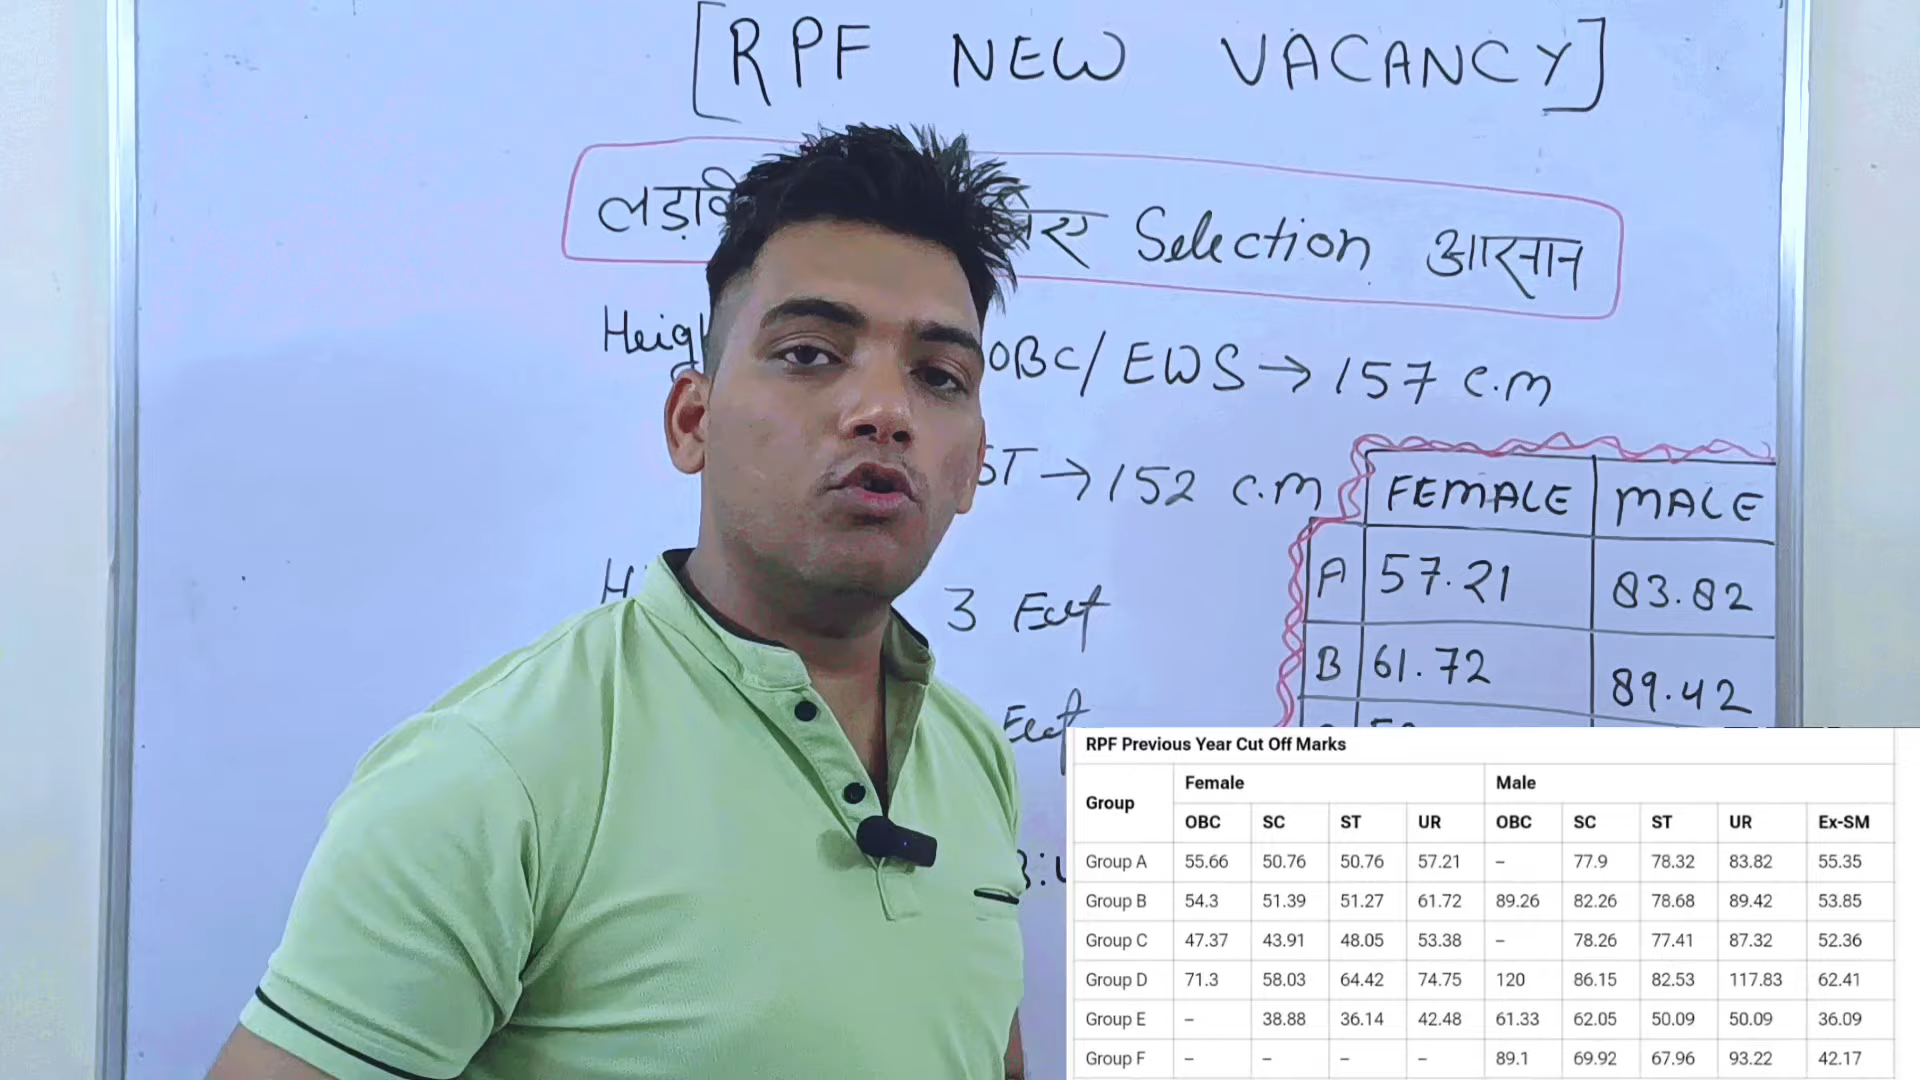 [RPF NEW VACANCY]
Selection आसान
OBC/ EWS → 157 c.m
ST → 152 c.m
FEMALE MALE
A 57.21 83.82
B 61.72 89.42
3
RPF Previous Year Cut Off Marks
Group Female Male
OBC SC ST UR OBC SC ST UR Ex-SM
Group A 55.66 50.76 50.76 57.21 – 77.9 78.32 83.82 55.35
Group B 54.3 51.39 51.27 61.72 89.26 82.26 78.68 89.42 53.85
Group C 47.37 43.91 48.05 53.38 – 78.26 77.41 87.32 52.36
Group D 71.3 58.03 64.42 74.75 120 86.15 82.53 117.83 62.41
Group E – 38.88 36.14 42.48 61.33 62.05 50.09 50.09 36.09
Group F – – – – 89.1 69.92 67.96 93.22 42.17